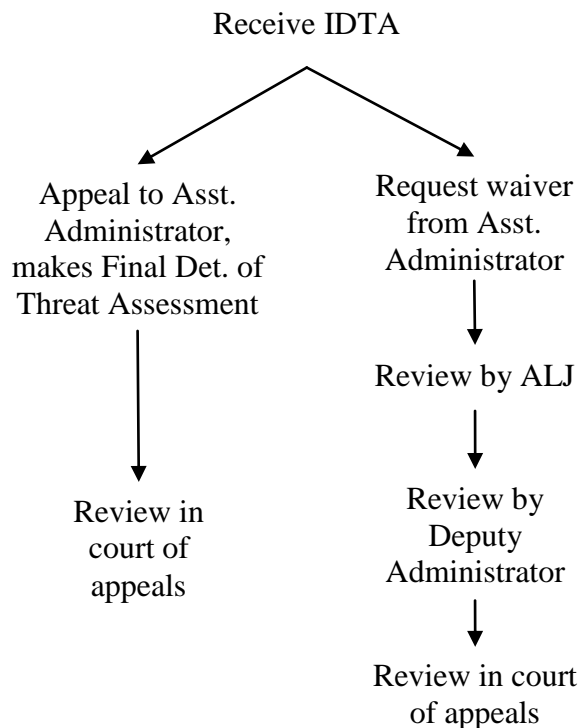 Receive IDTA
Appeal to Asst.
Administrator,
makes Final Det. of
Threat Assessment
Review in
court of
appeals
Request waiver
from Asst.
Administrator
Review by ALJ
Review by
Deputy
Administrator
Review in court
of appeals